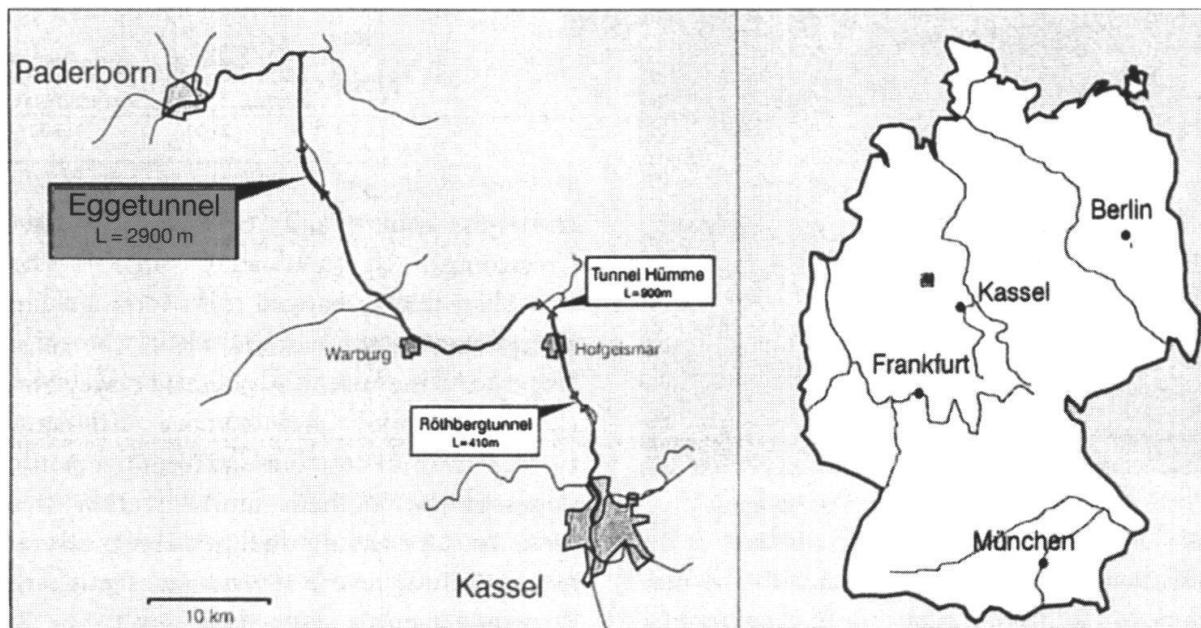 Paderborn
Eggetunnel
L = 2900 m
Tunnel Hümme
L = 900m
Warburg
Hofgeismar
Röthbergtunnel
L = 410m
Kassel
10 km
Berlin
Kassel
Frankfurt
München